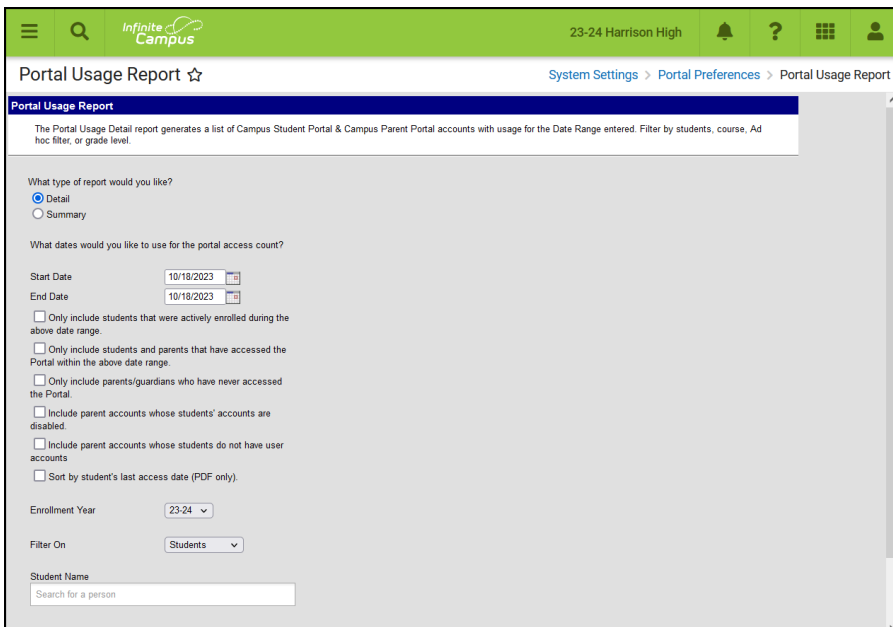 Infinite
Campus
23-24 Harrison High
?
Portal Usage Report
System Settings > Portal Preferences > Portal Usage Report
Portal Usage Report
The Portal Usage Detail report generates a list of Campus Student Portal & Campus Parent Portal accounts with usage for the Date Range entered. Filter by students, course, Ad
hoc filter, or grade level.
What type of report would you like?
Detail
Summary
What dates would you like to use for the portal access count?
Start Date 10/18/2023
End Date 10/18/2023
Only include students that were actively enrolled during the
above date range.
Only include students and parents that have accessed the
Portal within the above date range.
Only include parents/guardians who have never accessed
the Portal.
Include parent accounts whose students' accounts are
disabled.
Include parent accounts whose students do not have user
accounts
Sort by student's last access date (PDF only).
Enrollment Year 23-24
Filter On Students
Student Name
Search for a person